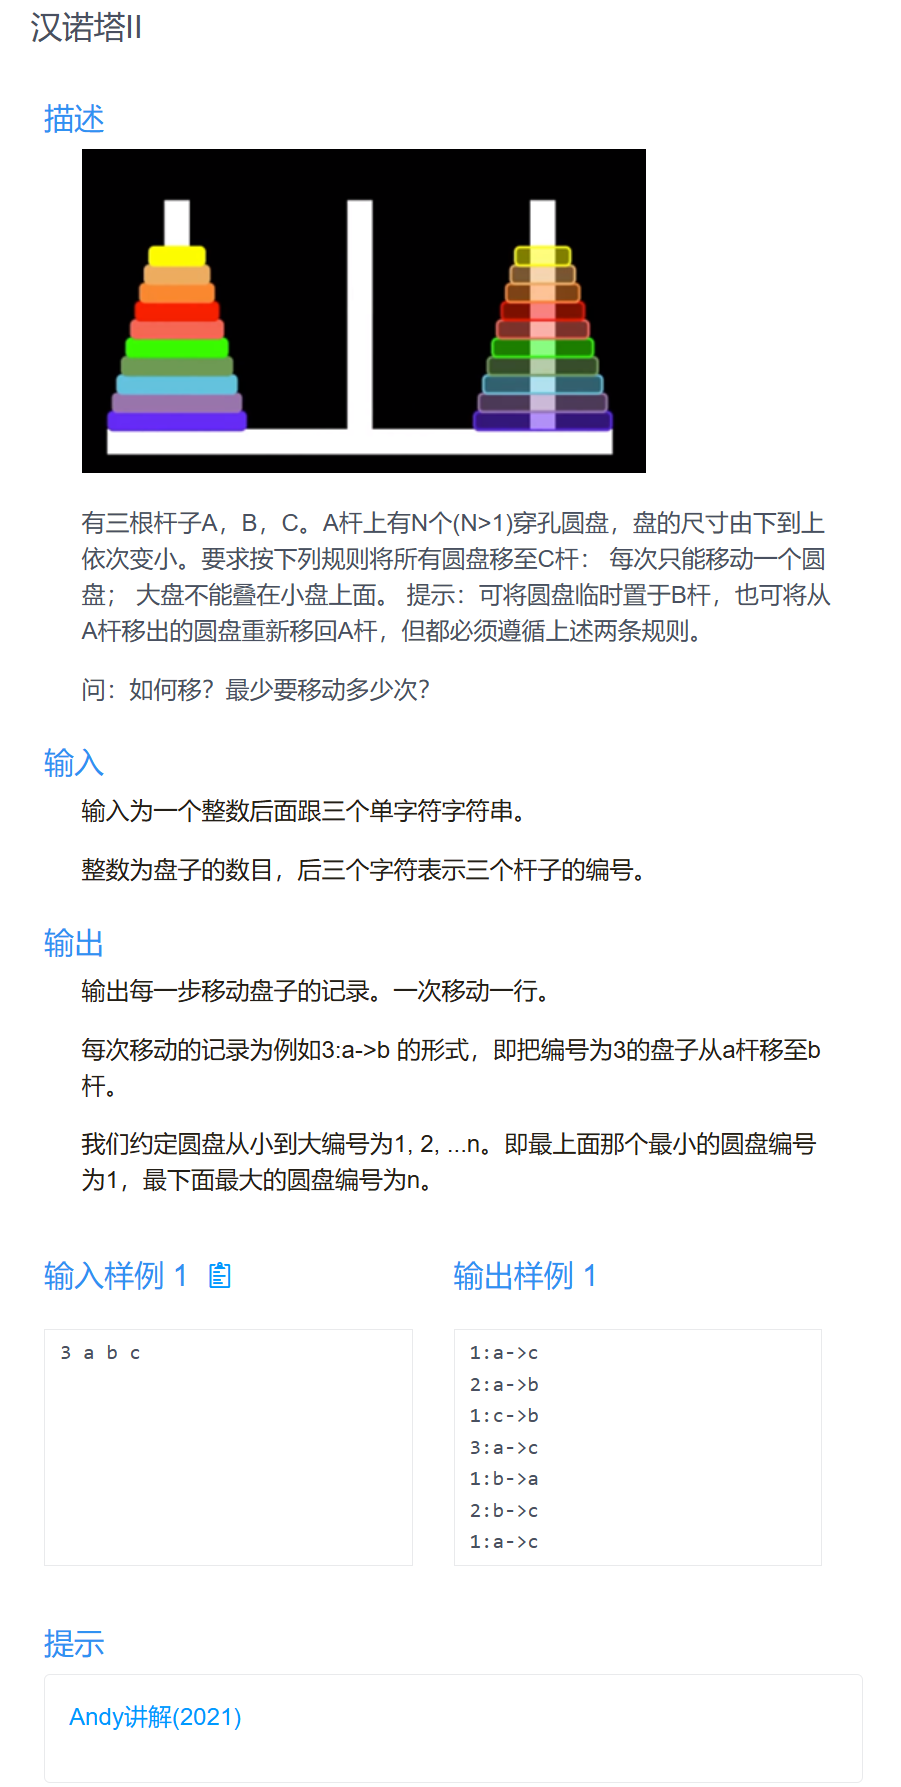 汉诺塔II
描述
有三根杆子A，B，C。A杆上有N个(N>1)穿孔圆盘，盘的尺寸由下到上
依次变小。要求按下列规则将所有圆盘移至C杆： 每次只能移动一个圆
盘； 大盘不能叠在小盘上面。 提示：可将圆盘临时置于B杆，也可将从
A杆移出的圆盘重新移回A杆，但都必须遵循上述两条规则。
问：如何移？最少要移动多少次？
输入
输入为一个整数后面跟三个单字符字符串。
整数为盘子的数目，后三个字符表示三个杆子的编号。
输出
输出每一步移动盘子的记录。一次移动一行。
每次移动的记录为例如3:a->b 的形式，即把编号为3的盘子从a杆移至b
杆。
我们约定圆盘从小到大编号为1, 2, ...n。即最上面那个最小的圆盘编号
为1，最下面最大的圆盘编号为n。
输入样例 1
3 a b c
输出样例 1
1:a->c
2:a->b
1:c->b
3:a->c
1:b->a
2:b->c
1:a->c
提示
Andy讲解(2021)